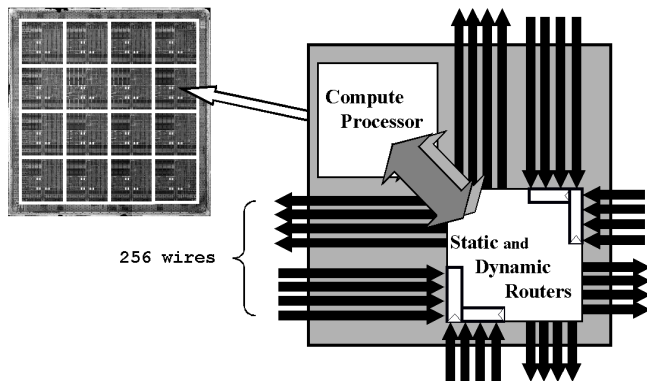 Compute
Processor
256 wires
Static and
Dynamic
Routers